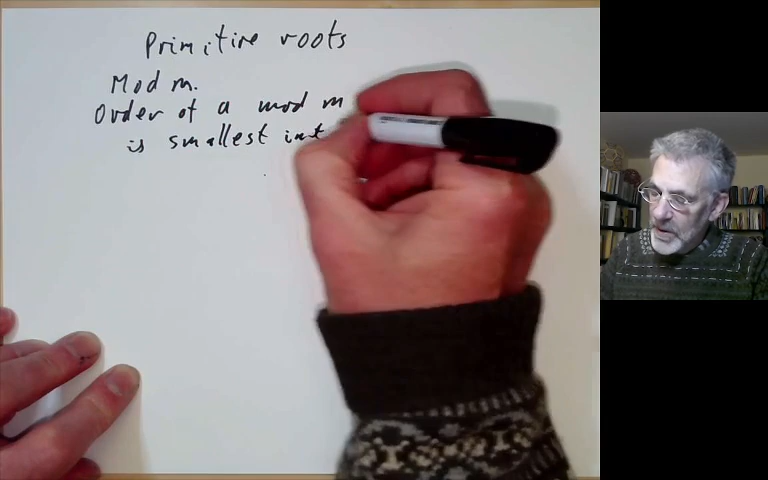 Primitive roots
Mod m.
Order of a mod m
is smallest int